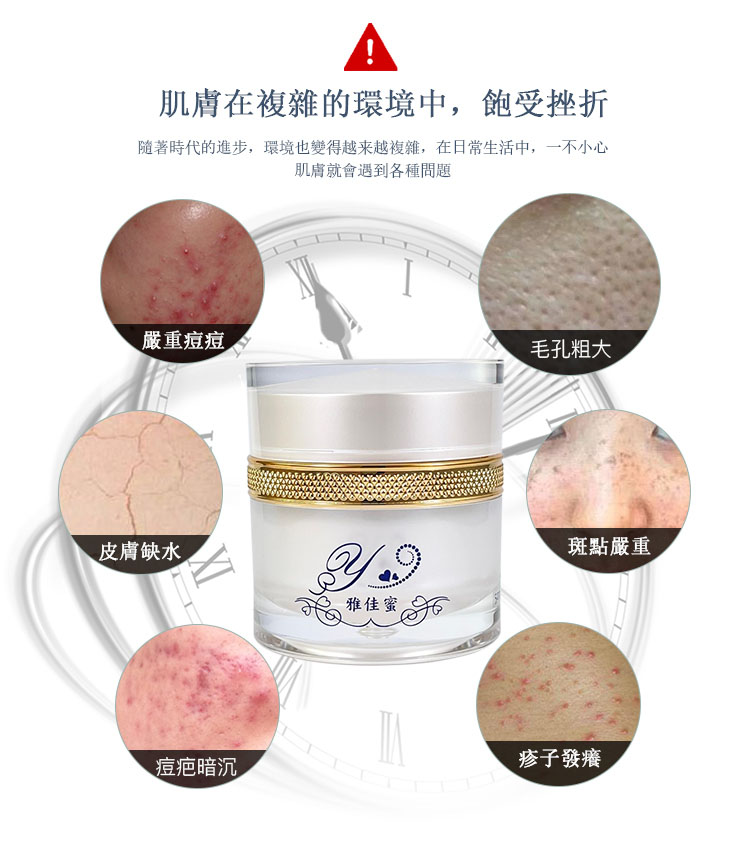 肌膚在複雜的環境中，飽受挫折
隨著時代的進步，環境也變得越来越複雜，在日常生活中，一不小心
肌膚就會遇到各種問題
嚴重痘痘
毛孔粗大
皮膚缺水
斑點嚴重
Y
雅佳蜜
痘疤暗沉
疹子發癢
I
XII
XI
VII